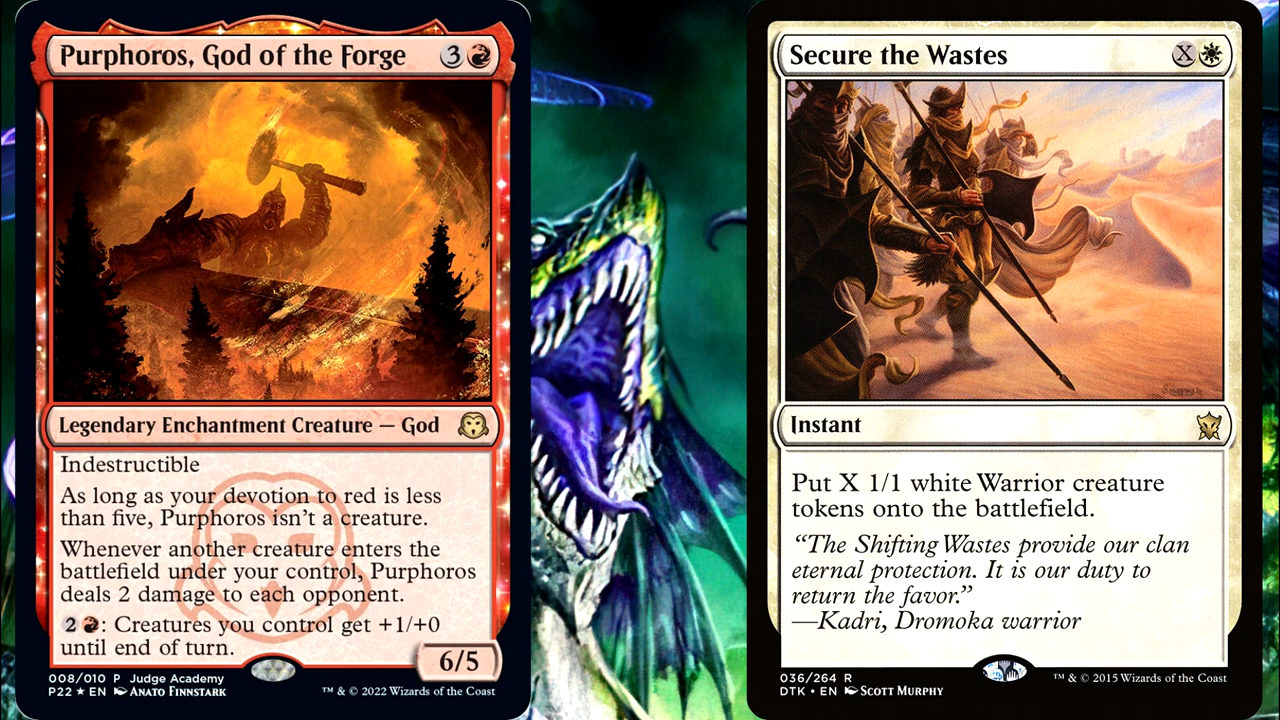 Purphoros, God of the Forge 3
Legendary Enchantment Creature — God
Indestructible
As long as your devotion to red is less
than five, Purphoros isn't a creature.
Whenever another creature enters the
battlefield under your control, Purphoros
deals 2 damage to each opponent.
2 : Creatures you control get +1/+0
until end of turn.
6/5
008/010 P Judge Academy
P22 ★ EN Anato Finnstark
™ & © 2022 Wizards of the Coast
Secure the Wastes X
Instant
Put X 1/1 white Warrior creature
tokens onto the battlefield.
“The Shifting Wastes provide our clan
eternal protection. It is our duty to
return the favor.”
—Kadri, Dromoka warrior
036/264 R
DTK • EN Scott Murphy
™ & © 2015 Wizards of the Coast